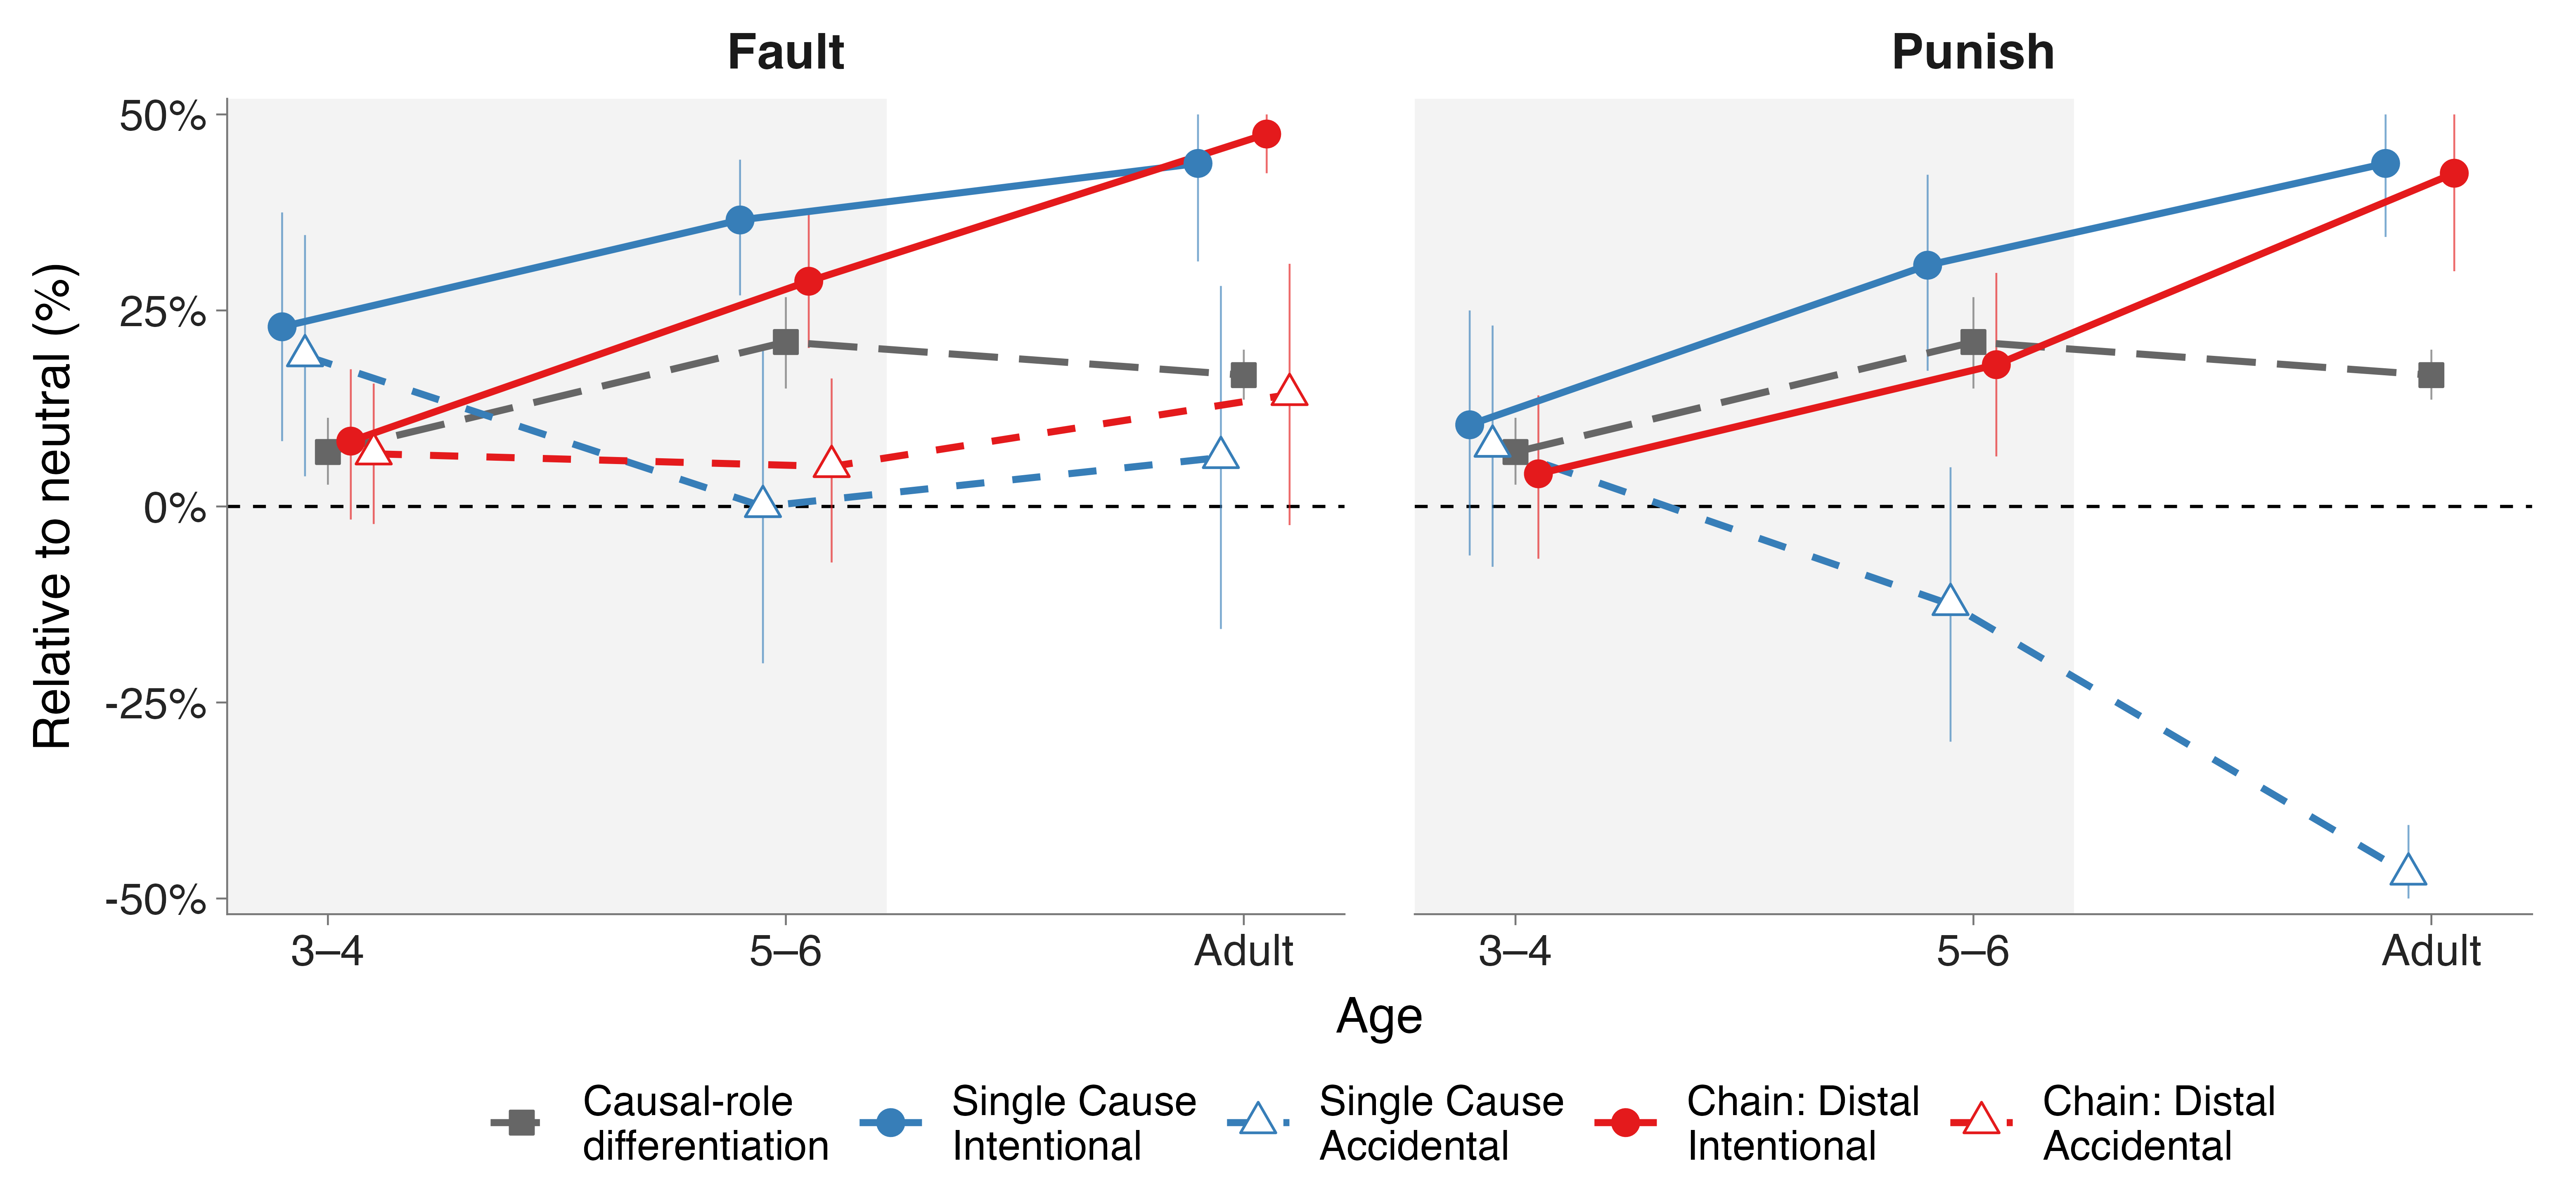 Fault
Punish
Relative to neutral (%)
50%
25%
0%
-25%
-50%
3–4
5–6
Adult
3–4
5–6
Adult
Age
Causal-role
differentiation
Single Cause
Intentional
Single Cause
Accidental
Chain: Distal
Intentional
Chain: Distal
Accidental